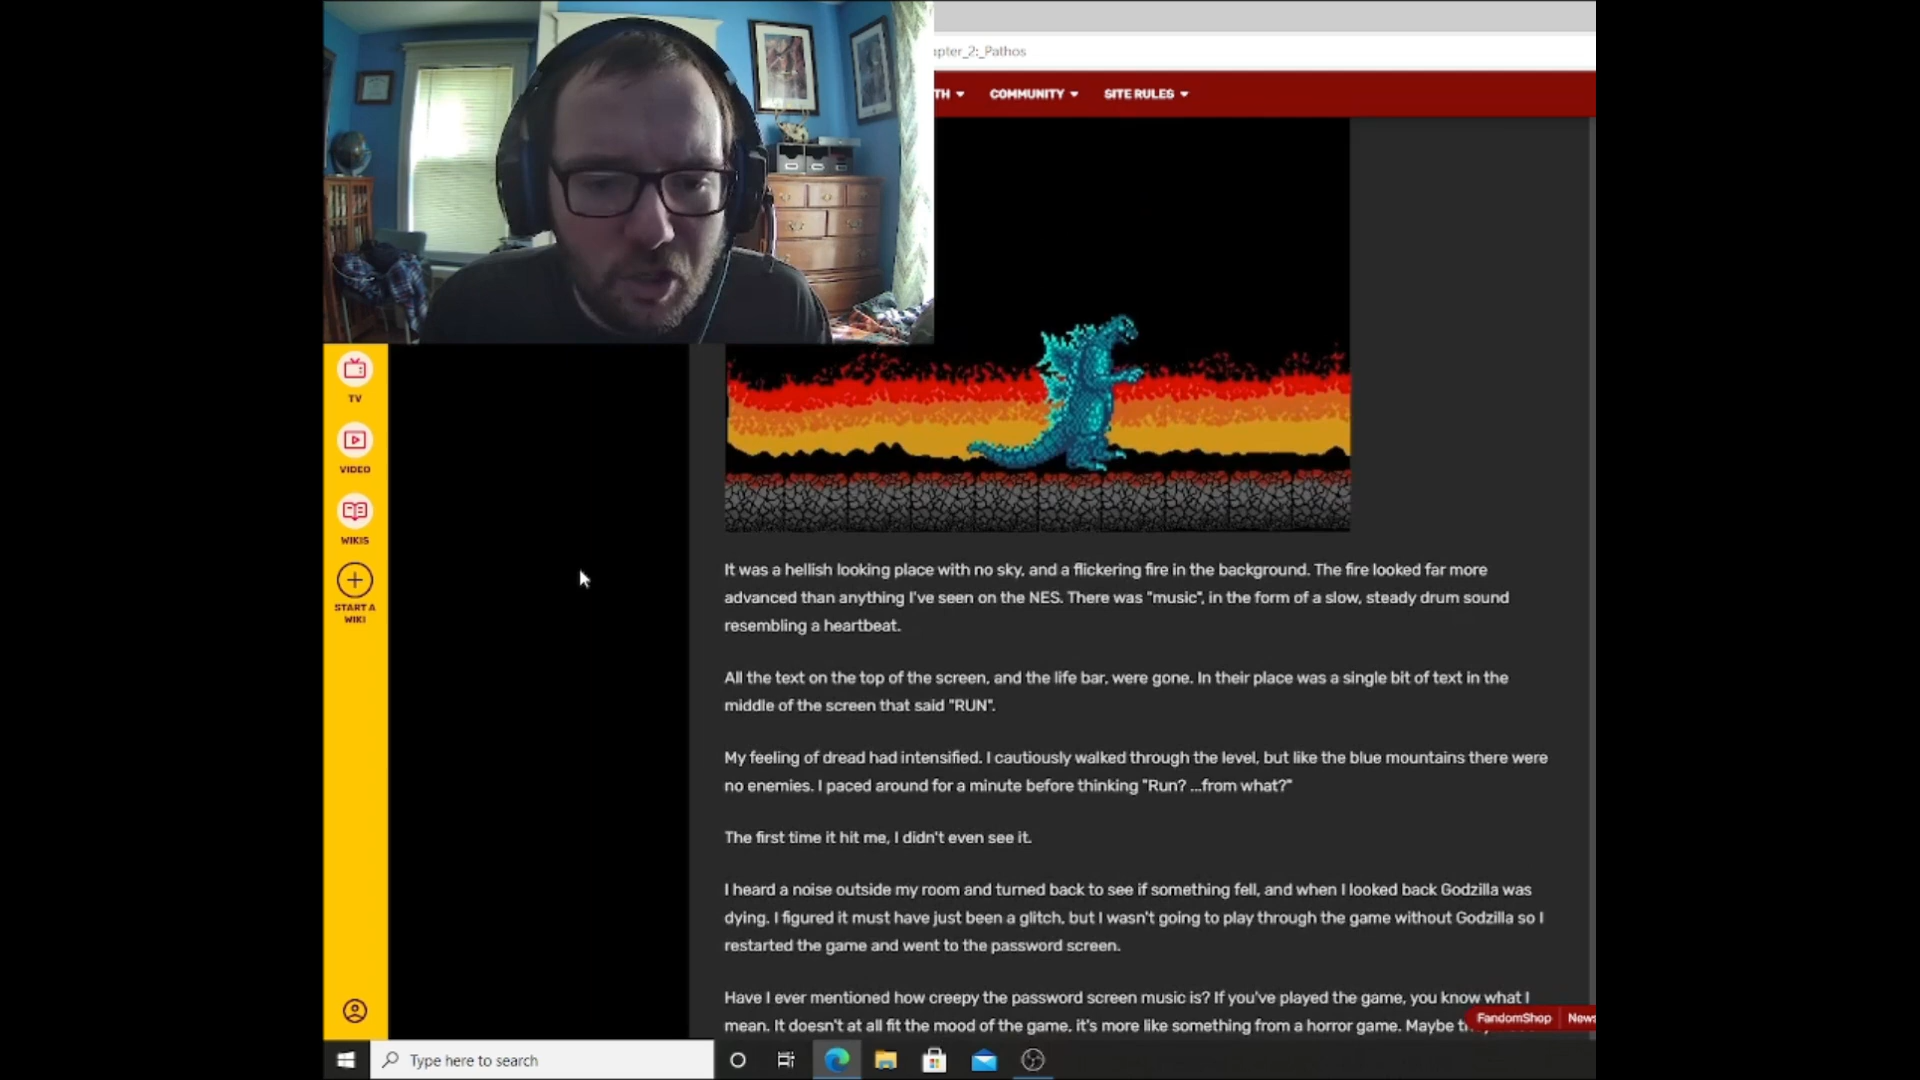 apter_2:_Pathos
TH
COMMUNITY
SITE RULES
TV
VIDEO
WIKIS
START A
WIKI
It was a hellish looking place with no sky, and a flickering fire in the background. The fire looked far more
advanced than anything I've seen on the NES. There was "music", in the form of a slow, steady drum sound
resembling a heartbeat.
All the text on the top of the screen, and the life bar, were gone. In their place was a single bit of text in the
middle of the screen that said "RUN".
My feeling of dread had intensified. I cautiously walked through the level, but like the blue mountains there were
no enemies. I paced around for a minute before thinking "Run? ...from what?"
The first time it hit me, I didn't even see it.
I heard a noise outside my room and turned back to see if something fell, and when I looked back Godzilla was
dying. I figured it must have just been a glitch, but I wasn't going to play through the game without Godzilla so I
restarted the game and went to the password screen.
Have I ever mentioned how creepy the password screen music is? If you've played the game, you know what I
mean. It doesn't at all fit the mood of the game, it's more like something from a horror game. Maybe
FandomShop
News
Type here to search